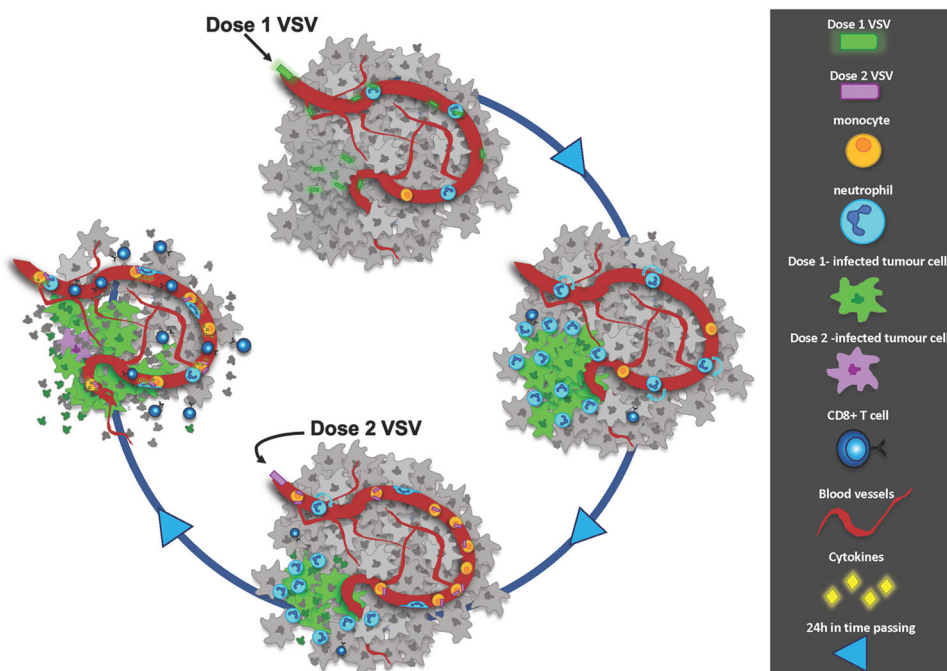 Dose 1 VSV
Dose 2 VSV
Dose 1 VSV
Dose 2 VSV
monocyte
neutrophil
Dose 1- infected tumour cell
Dose 2 -infected tumour cell
CD8+ T cell
Blood vessels
Cytokines
24h in time passing